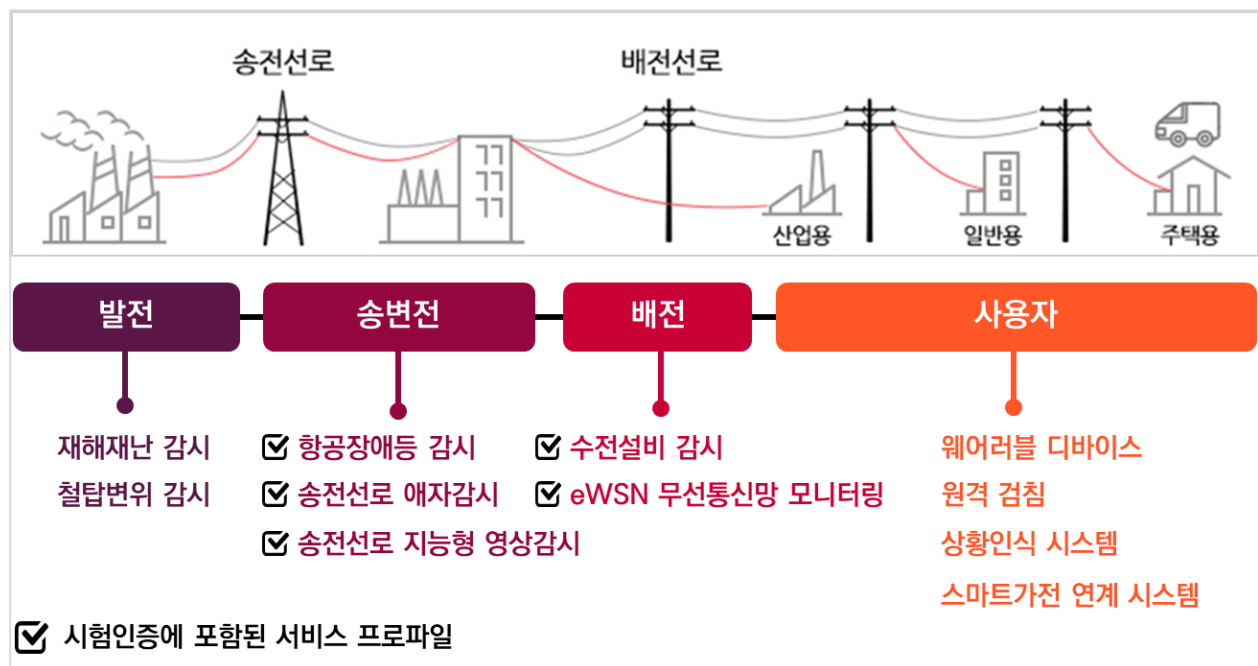 송전선로
배전선로
산업용
일반용
주택용
발전
송변전
배전
사용자
재해재난 감시
철탑변위 감시
항공장애등 감시
송전선로 애자감시
송전선로 지능형 영상감시
수전설비 감시
eWSN 무선통신망 모니터링
웨어러블 디바이스
원격 검침
상황인식 시스템
스마트가전 연계 시스템
시험인증에 포함된 서비스 프로파일